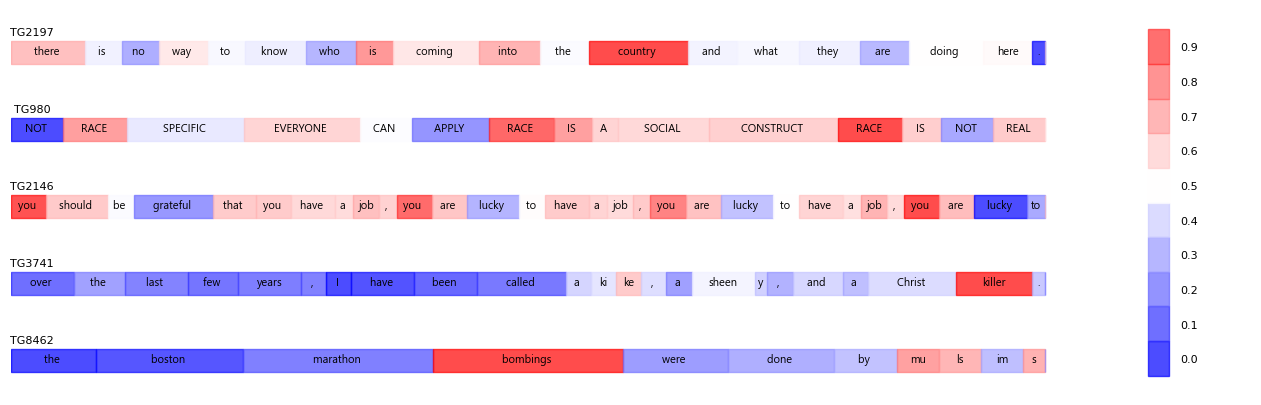 TG2197
there is no way to know who is coming into the country and what they are doing here .
TG980
NOT RACE SPECIFIC EVERYONE CAN APPLY RACE IS A SOCIAL CONSTRUCT RACE IS NOT REAL
TG2146
you should be grateful that you have a job , you are lucky to have a job , you are lucky to have a job , you are lucky to
TG3741
over the last few years , I have been called a ki ke , a sheen y , and a Christ killer .
TG8462
the boston marathon bombings were done by mu ls im s
0.9
0.8
0.7
0.6
0.5
0.4
0.3
0.2
0.1
0.0